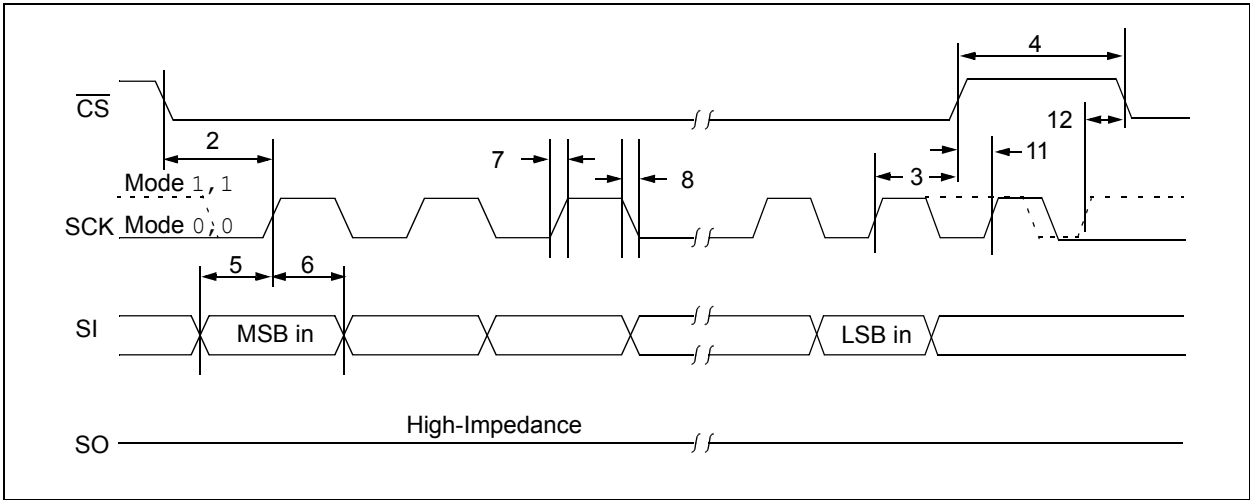 4
CS
12
2
7
11
8
3
Mode 1,1
SCK Mode 0,0
5
6
SI
MSB in
LSB in
High-Impedance
SO